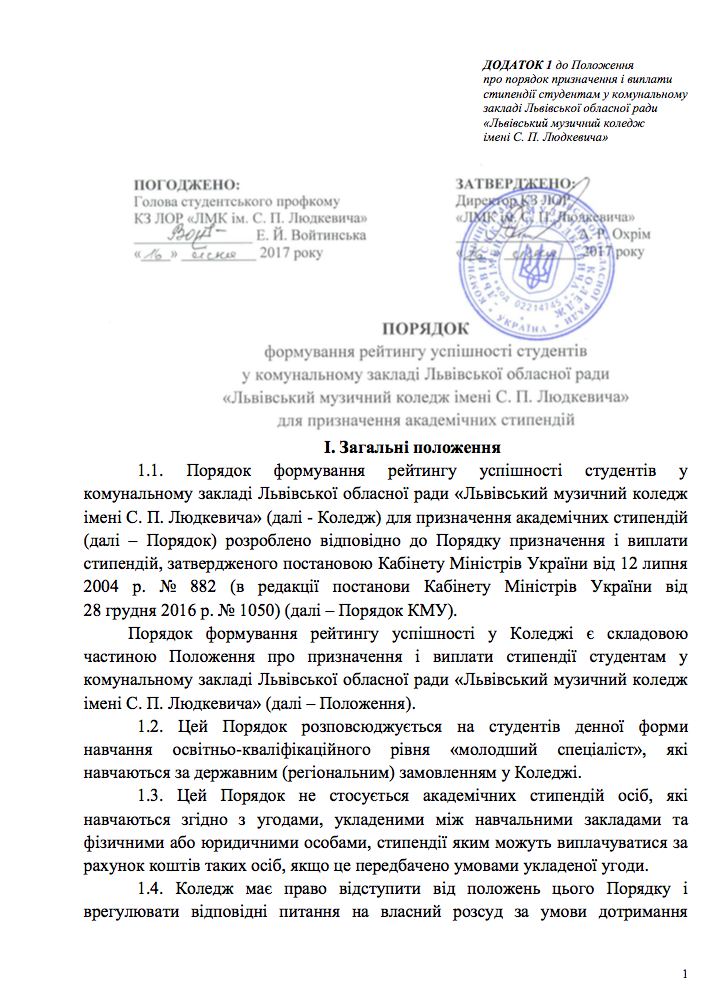 ДОДАТОК 1 до Положення
про порядок призначення і виплати
стипендії студентам у комунальному
закладі Львівської обласної ради
«Львівський музичний коледж
імені С. П. Людкевича»
ПОГОДЖЕНО:
Голова студентського профкому
КЗ ЛОР «ЛМК ім. С. П. Людкевича»
Е. Й. Войтинська
«16» 2017 року
ЗАТВЕРДЖЕНО:
Директор КЗ ЛОР
«ЛМК ім. С. П. Людкевича»
А. Р. Охрім
2017 року
код 02214745
УКРАЇНА
ПОРЯДОК
формування рейтингу успішності студентів
у комунальному закладі Львівської обласної ради
«Львівський музичний коледж імені С. П. Людкевича»
для призначення академічних стипендій
І. Загальні положення
1.1. Порядок формування рейтингу успішності студентів у
комунальному закладі Львівської обласної ради «Львівський музичний коледж
імені С. П. Людкевича» (далі - Коледж) для призначення академічних стипендій
(далі – Порядок) розроблено відповідно до Порядку призначення і виплати
стипендій, затвердженого постановою Кабінету Міністрів України від 12 липня
2004 р. № 882 (в редакції постанови Кабінету Міністрів України від
28 грудня 2016 р. № 1050) (далі – Порядок КМУ).
Порядок формування рейтингу успішності у Коледжі є складовою
частиною Положення про призначення і виплати стипендії студентам у
комунальному закладі Львівської обласної ради «Львівський музичний коледж
імені С. П. Людкевича» (далі – Положення).
1.2. Цей Порядок розповсюджується на студентів денної форми
навчання освітньо-кваліфікаційного рівня «молодший спеціаліст», які
навчаються за державним (регіональним) замовленням у Коледжі.
1.3. Цей Порядок не стосується академічних стипендій осіб, які
навчаються згідно з угодами, укладеними між навчальними закладами та
фізичними або юридичними особами, стипендії яким можуть виплачуватися за
рахунок коштів таких осіб, якщо це передбачено умовами укладеної угоди.
1.4. Коледж має право відступити від положень цього Порядку і
врегулювати відповідні питання на власний розсуд за умови дотримання
1